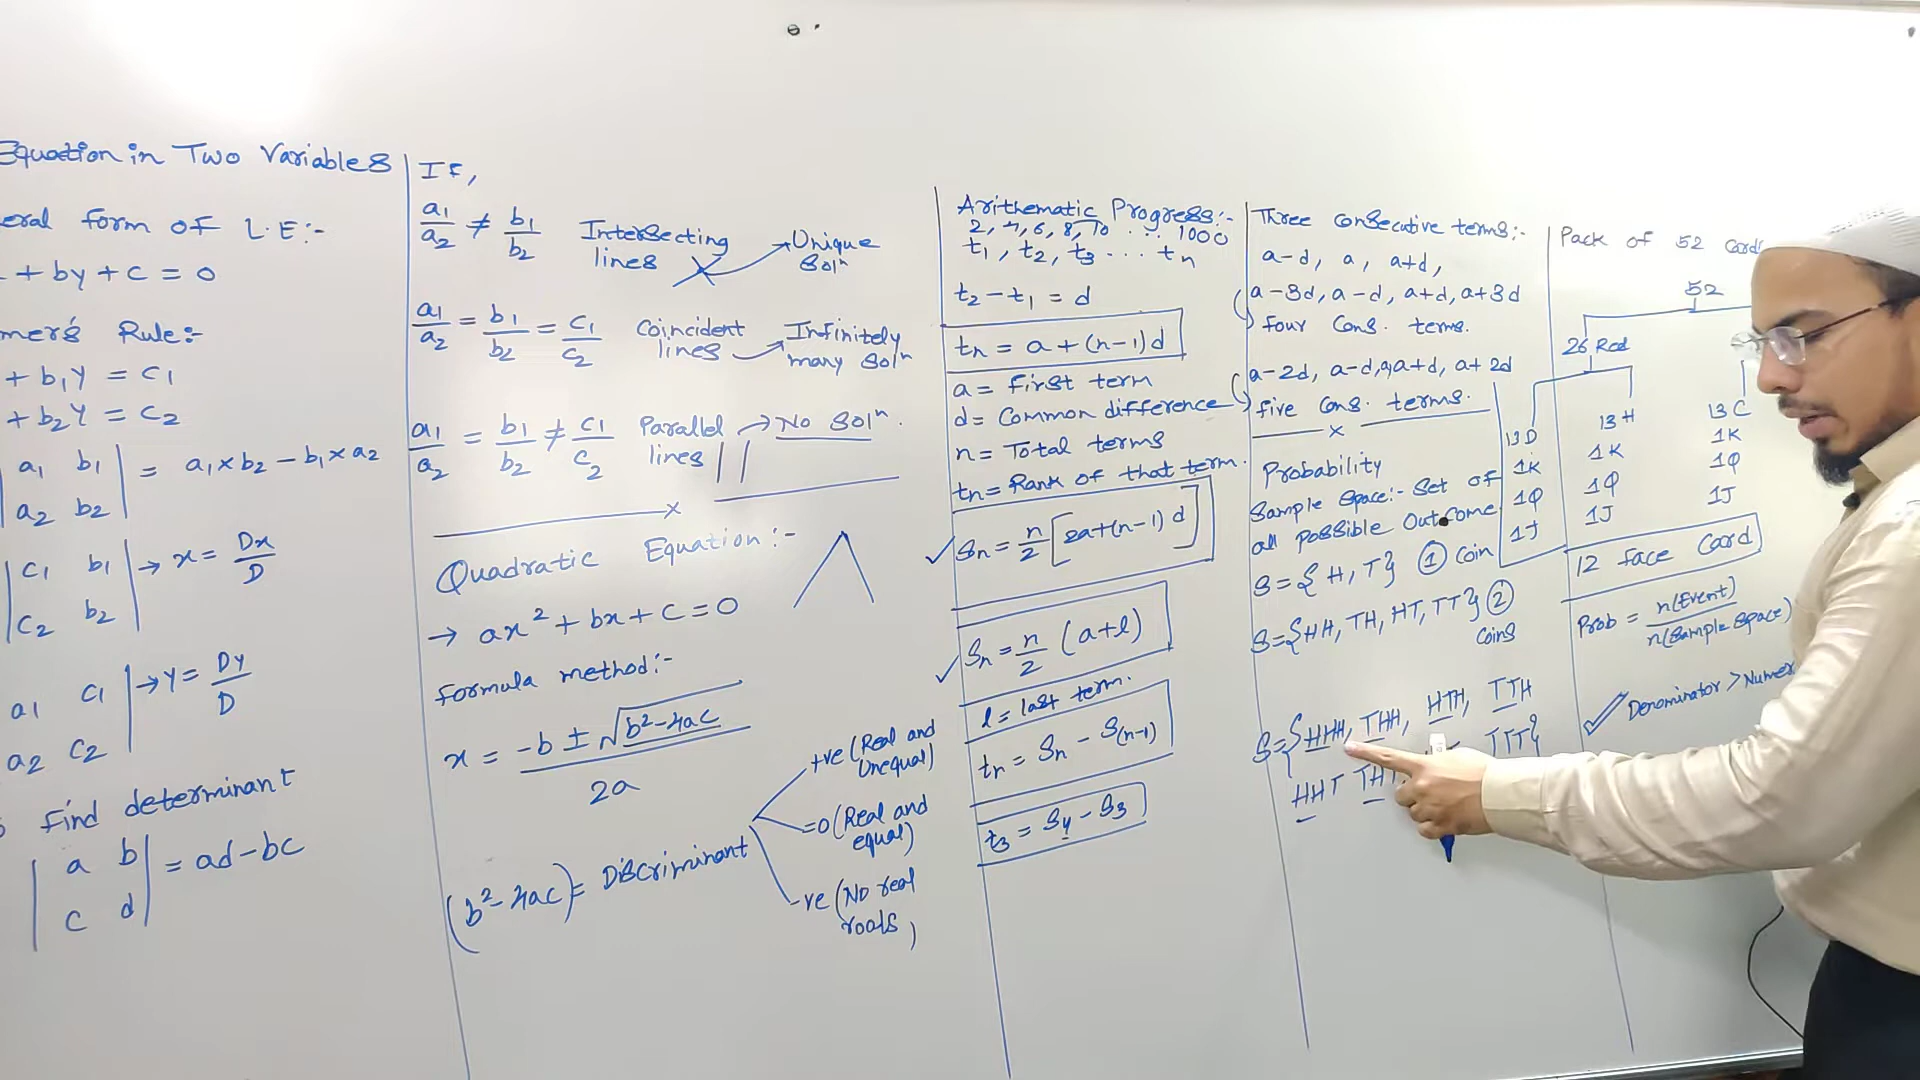 Equation in Two Variables
eral form of L.E:-
+ by + c = 0
mer's Rule:-
+ b₁y = c₁
+ b₂y = c₂
| a₁ b₁ | = a₁ × b₂ - b₁ × a₂
| a₂ b₂ |
| c₁ b₁ | → x = Dx/D
| c₂ b₂ |
a₁ c₁ | → y = Dy/D
a₂ c₂ |
Find determinant
| a b | = ad - bc
| c d |
If,
a₁/a₂ ≠ b₁/b₂ Intersecting lines → Unique solⁿ
a₁/a₂ = b₁/b₂ = c₁/c₂ Coincident lines → Infinitely many solⁿ
a₁/a₂ = b₁/b₂ ≠ c₁/c₂ Parallel lines → No solⁿ.
Quadratic Equation:-
→ ax² + bx + c = 0
formula method:-
x = -b ± √b²-4ac / 2a
(b²-4ac) = Discriminant
+ve (Real and Unequal)
=0 (Real and equal)
-ve (No real roots)
Arithematic Progress:-
2, 4, 6, 8, 10 ... 1000
t₁, t₂, t₃ ... tn
t₂ - t₁ = d
tn = a + (n-1)d
a = first term
d = Common difference
n = Total terms
tn = Rank of that term.
Sn = n/2 [2a+(n-1)d]
Sn = n/2 (a+l)
l = last term.
tn = Sn - S(n-1)
t₃ = S₄ - S₃
Three consecutive terms:-
a-d, a, a+d,
a-3d, a-d, a+d, a+3d
four cons. terms.
a-2d, a-d, a, a+d, a+2d
five cons. terms.
Probability
Sample Space:- Set of
all possible Outcome
S = { H, T} 1 Coin
S = {HH, TH, HT, TT} 2
Coins
S = {HHH, THH, HTH, TTH
HHT THT TTT}
Pack of 52
52
26 Red
13D 13H 13C
1K 1K 1K
1Q 1Q 1Q
1J 1J 1J
12 face Card
Prob = n(Event)/n(Sample Space)
Denominator > Numer